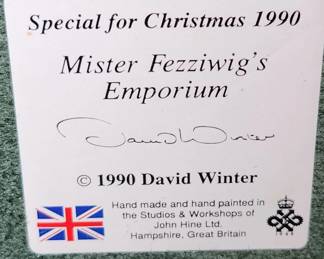 Special for Christmas 1990
Mister Fezziwig's
Emporium
David Winter
© 1990 David Winter
Hand made and hand painted in
the Studios & Workshops of
John Hine Ltd.
Hampshire, Great Britain